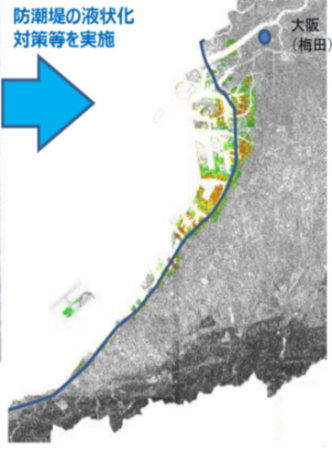 防潮堤の液状化
対策等を実施
大阪
（梅田）